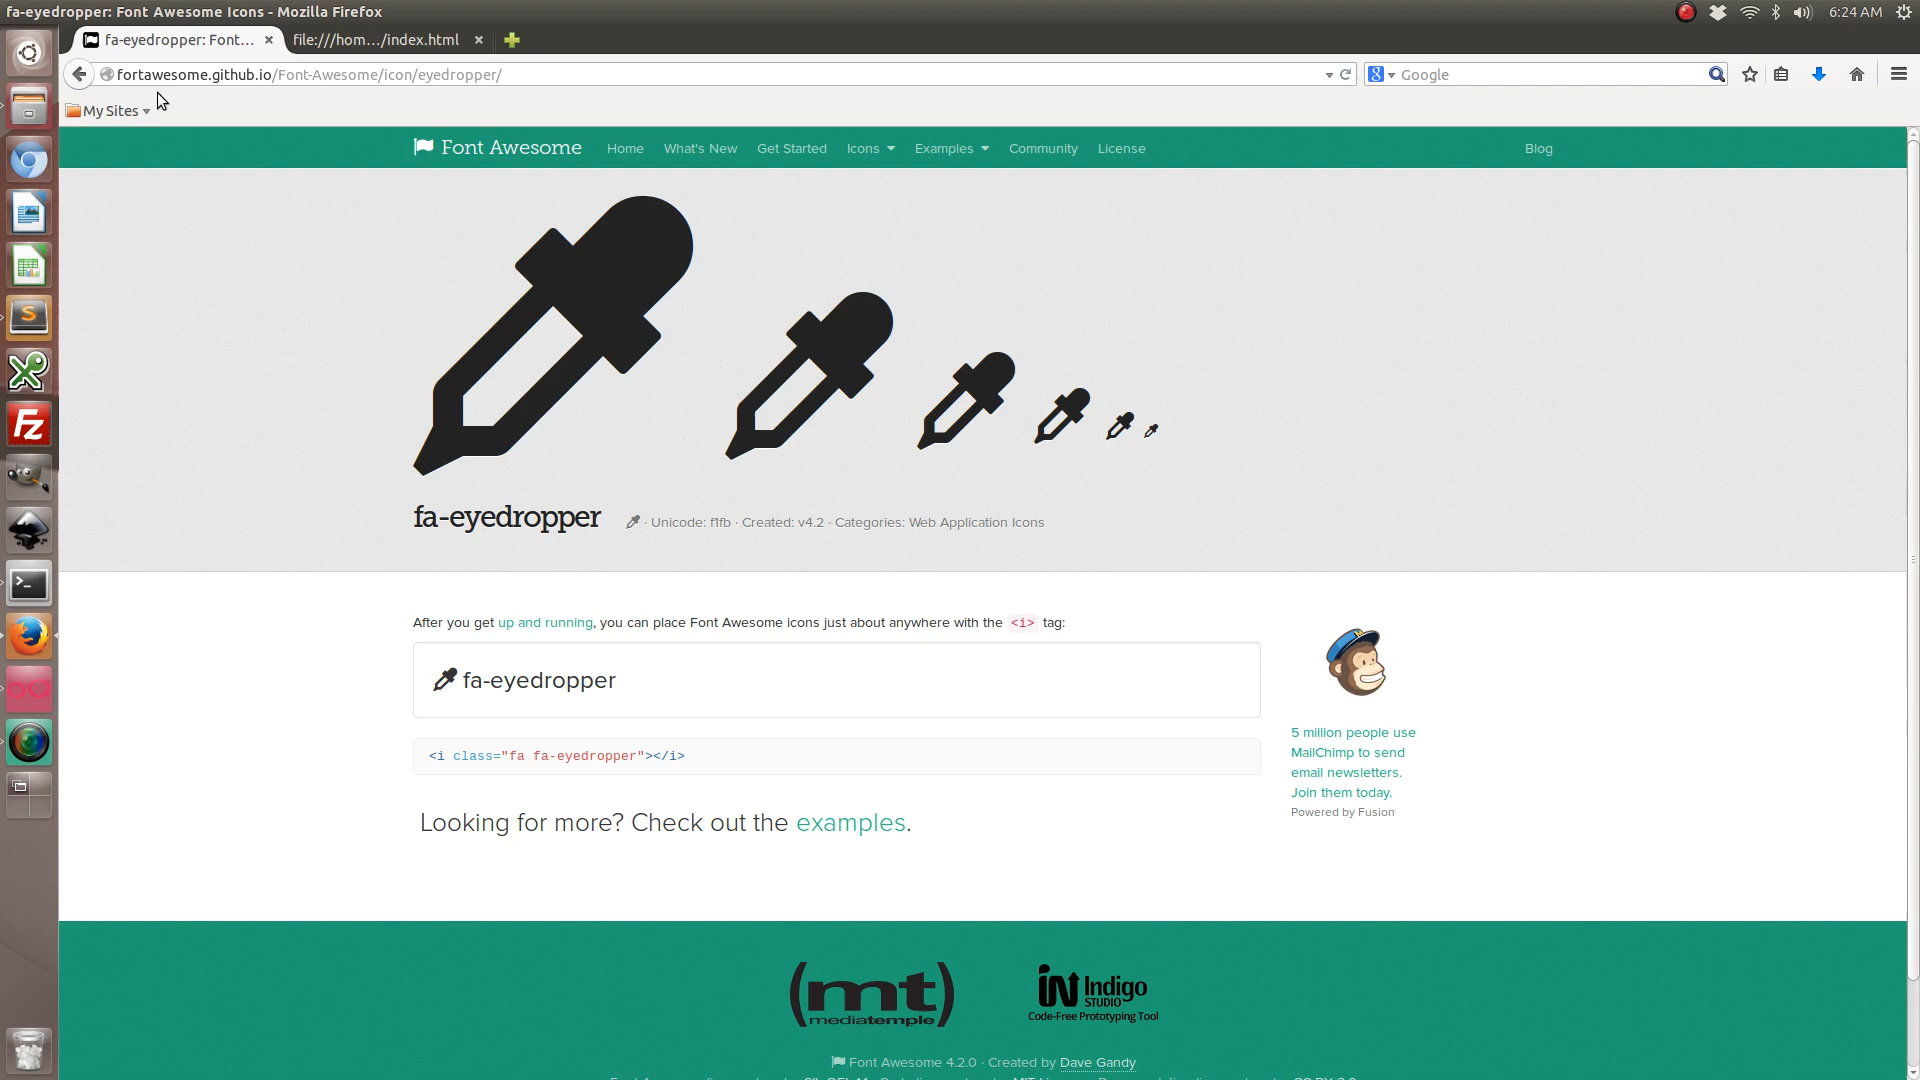 fa-eyedropper: Font Awesome Icons - Mozilla Firefox
6:24 AM
fa-eyedropper: Font...
file:///hom.../index.html
fortawesome.github.io/Font-Awesome/icon/eyedropper/
Google
My Sites
Font Awesome Home What's New Get Started Icons Examples Community License Blog
fa-eyedropper · Unicode: f1fb · Created: v4.2 · Categories: Web Application Icons
After you get up and running, you can place Font Awesome icons just about anywhere with the <i> tag:
fa-eyedropper
<i class="fa fa-eyedropper"></i>
5 million people use
MailChimp to send
email newsletters.
Join them today.
Powered by Fusion
Looking for more? Check out the examples.
(mt)
mediatemple
Indigo
STUDIO
Code-Free Prototyping Tool
Font Awesome 4.2.0 · Created by Dave Gandy